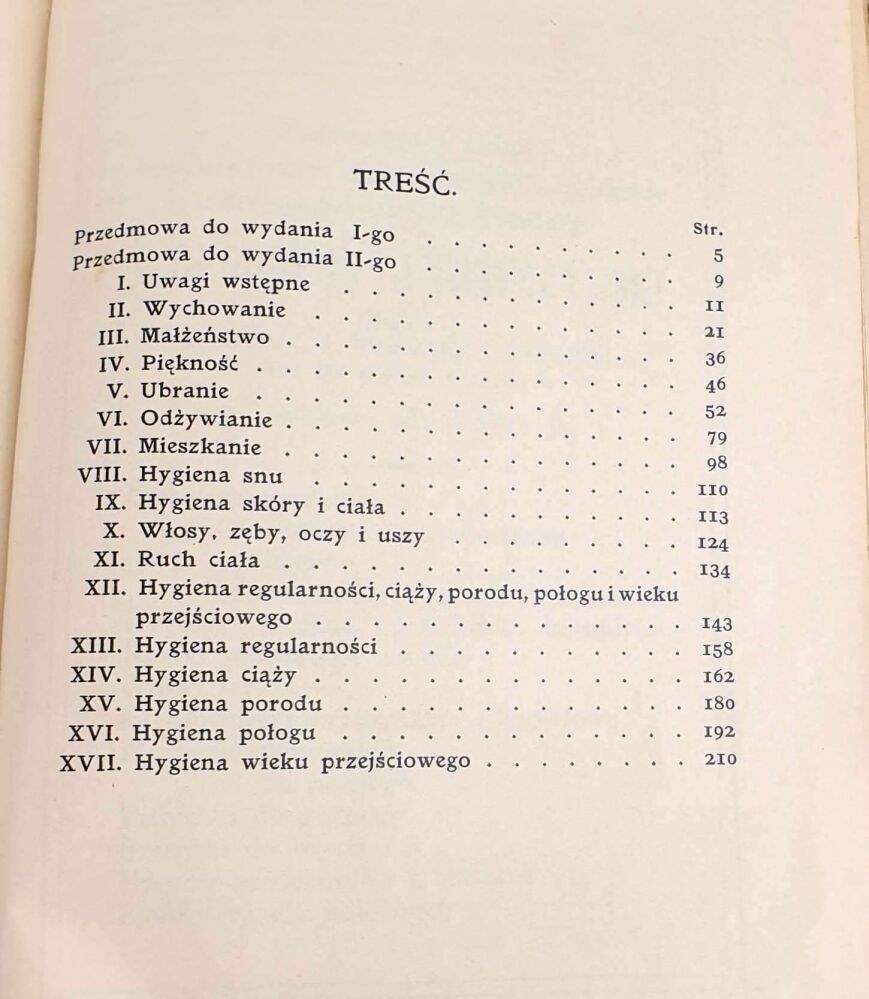 TREŚĆ.
Str.
Przedmowa do wydania I-go . . . . . . . . . . 5
Przedmowa do wydania II-go . . . . . . . . . . 9
I. Uwagi wstępne . . . . . . . . . . . . . 11
II. Wychowanie . . . . . . . . . . . . . . 21
III. Małżeństwo . . . . . . . . . . . . . . . 36
IV. Piękność . . . . . . . . . . . . . . . . 46
V. Ubranie . . . . . . . . . . . . . . . . 52
VI. Odżywianie . . . . . . . . . . . . . . . 79
VII. Mieszkanie . . . . . . . . . . . . . . . 98
VIII. Hygiena snu . . . . . . . . . . . . . . 110
IX. Hygiena skóry i ciała . . . . . . . . . . . 113
X. Włosy, zęby, oczy i uszy . . . . . . . . . 124
XI. Ruch ciała . . . . . . . . . . . . . . . 134
XII. Hygiena regularności, ciąży, porodu, połogu i wieku
przejściowego . . . . . . . . . . . . . . 143
XIII. Hygiena regularności . . . . . . . . . . . 158
XIV. Hygiena ciąży . . . . . . . . . . . . . . 162
XV. Hygiena porodu . . . . . . . . . . . . . 180
XVI. Hygiena połogu . . . . . . . . . . . . . 192
XVII. Hygiena wieku przejściowego . . . . . . . . 210